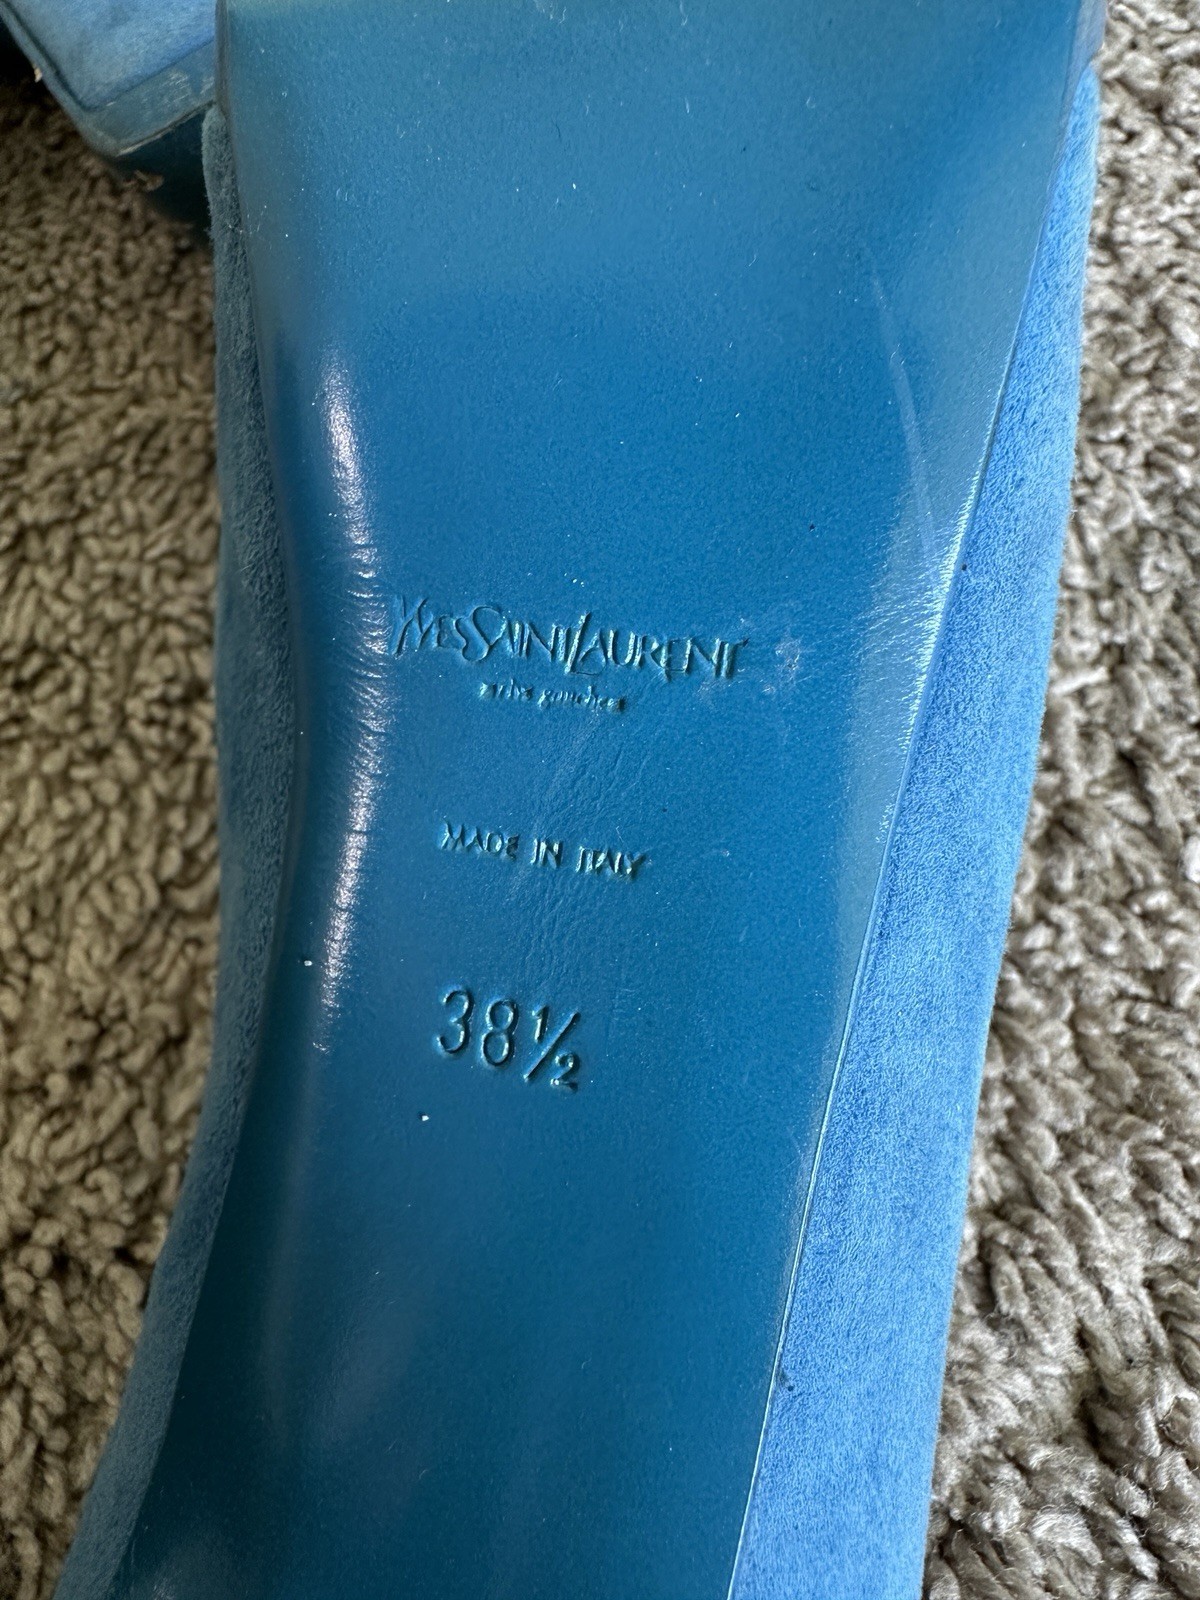 YVESSAINTLAURENT
rive gauche
MADE IN ITALY
38½